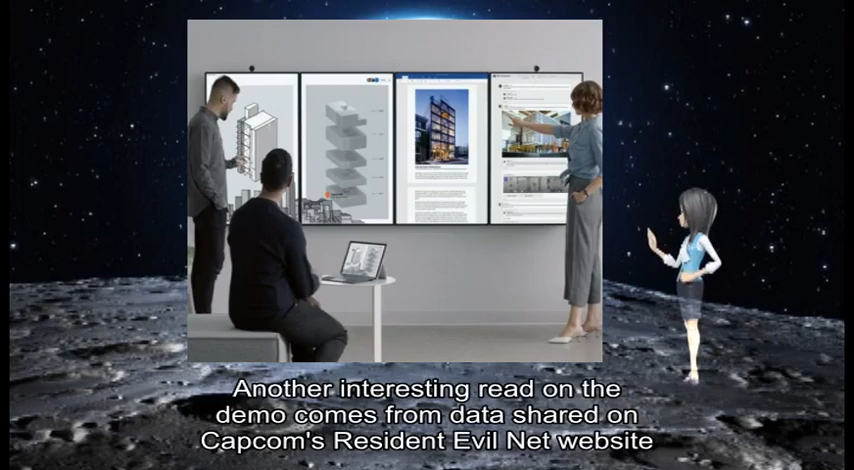 Another interesting read on the
demo comes from data shared on
Capcom's Resident Evil Net website